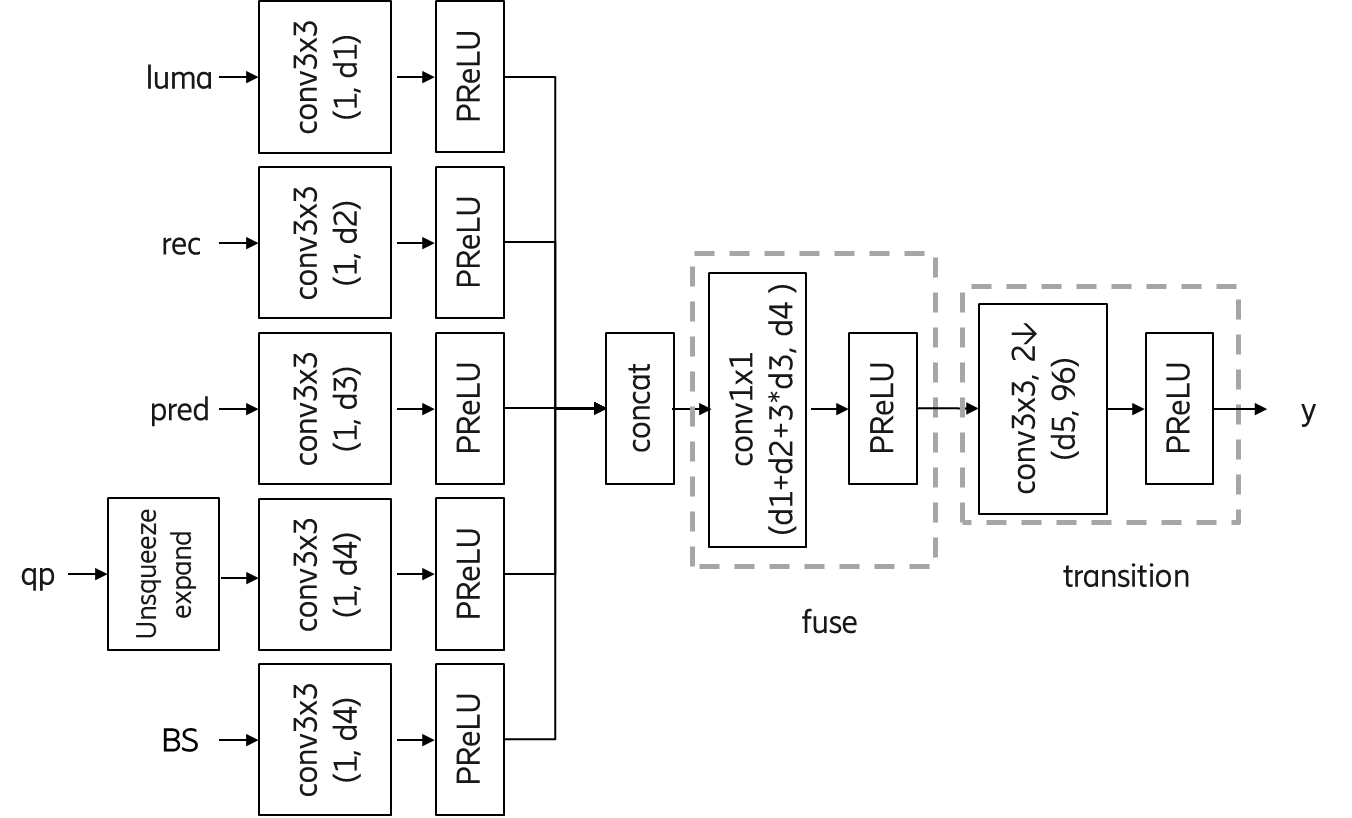 luma
conv3x3
(1, d1)
PReLU
rec
conv3x3
(1, d2)
PReLU
pred
conv3x3
(1, d3)
PReLU
qp
Unsqueeze
expand
conv3x3
(1, d4)
PReLU
BS
conv3x3
(1, d4)
PReLU
concat
conv1x1
(d1+d2+3*d3, d4 )
PReLU
fuse
conv3x3, 2↓
(d5, 96)
PReLU
transition
y